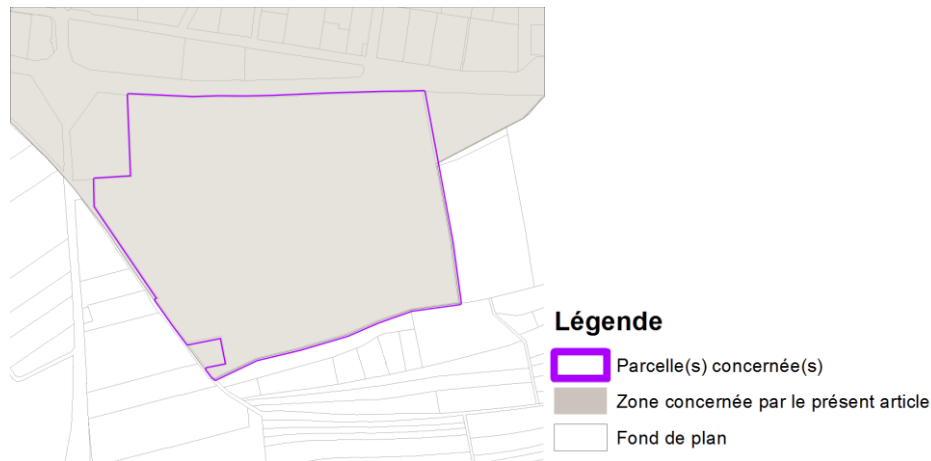 Légende
Parcelle(s) concernée(s)
Zone concernée par le présent article
Fond de plan